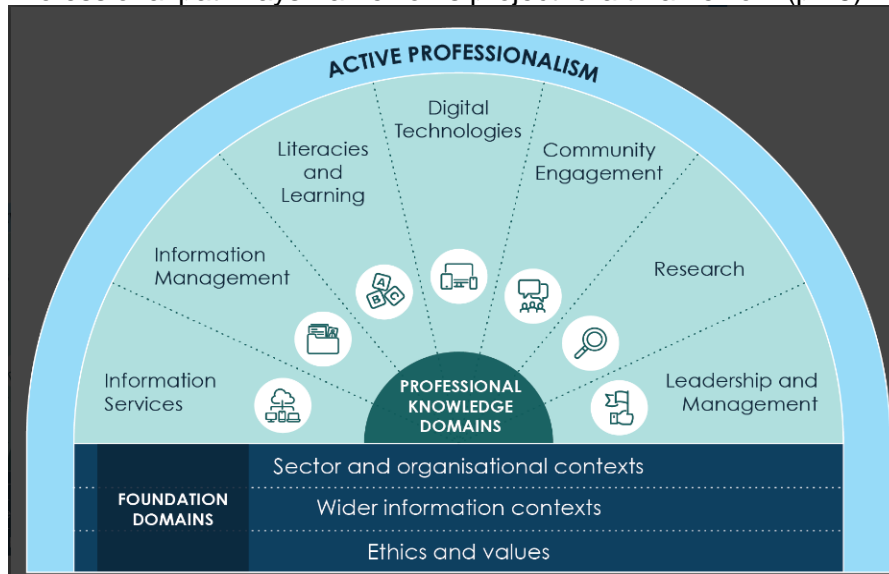 ACTIVE PROFESSIONALISM
Digital
Technologies
Literacies
and
Learning
Community
Engagement
Information
Management
Research
Information
Services
Leadership and
Management
A
B
C
PROFESSIONAL
KNOWLEDGE
DOMAINS
FOUNDATION
DOMAINS
Sector and organisational contexts
Wider information contexts
Ethics and values